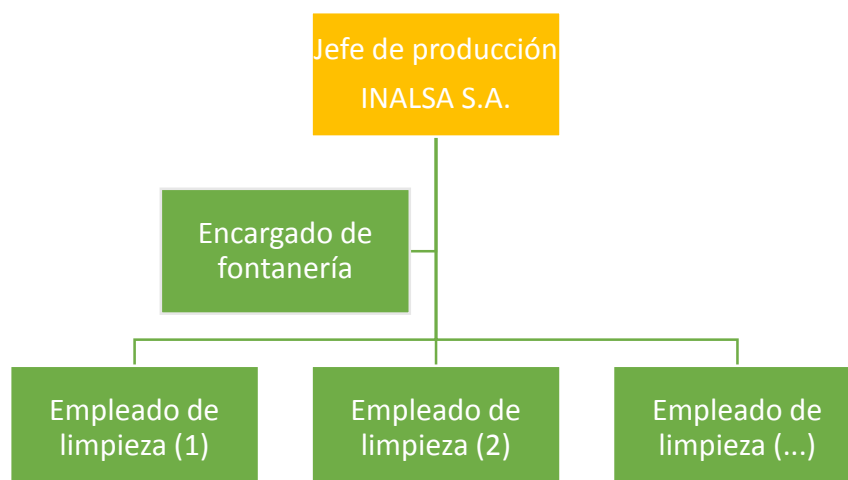 Jefe de producción
INALSA S.A.
Encargado de
fontanería
Empleado de
limpieza (1)
Empleado de
limpieza (2)
Empleado de
limpieza (...)